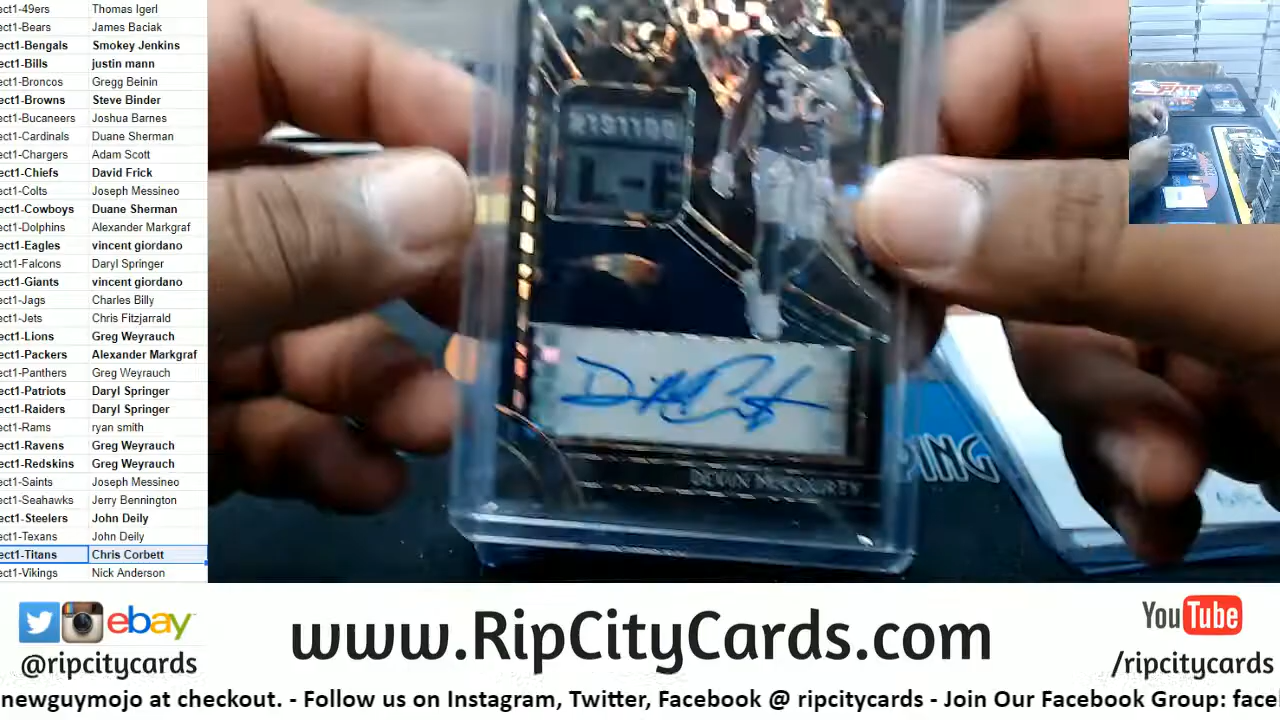 ect1-49ers Thomas Igerl
ect1-Bears James Baciak
ect1-Bengals Smokey Jenkins
ect1-Bills justin mann
ect1-Broncos Gregg Beinin
ect1-Browns Steve Binder
ect1-Bucaneers Joshua Barnes
ect1-Cardinals Duane Sherman
ect1-Chargers Adam Scott
ect1-Chiefs David Frick
ect1-Colts Joseph Messineo
ect1-Cowboys Duane Sherman
ect1-Dolphins Alexander Markgraf
ect1-Eagles vincent giordano
ect1-Falcons Daryl Springer
ect1-Giants vincent giordano
ect1-Jags Charles Billy
ect1-Jets Chris Fitzjarrald
ect1-Lions Greg Weyrauch
ect1-Packers Alexander Markgraf
ect1-Panthers Greg Weyrauch
ect1-Patriots Daryl Springer
ect1-Raiders Daryl Springer
ect1-Rams ryan smith
ect1-Ravens Greg Weyrauch
ect1-Redskins Greg Weyrauch
ect1-Saints Joseph Messineo
ect1-Seahawks Jerry Bennington
ect1-Steelers John Deily
ect1-Texans John Deily
ect1-Titans Chris Corbett
ect1-Vikings Nick Anderson
32
DEVIN McCOURTY
PING
ebay
@ripcitycards
www.RipCityCards.com
YouTube
/ripcitycards
newguymojo at checkout. - Follow us on Instagram, Twitter, Facebook @ ripcitycards - Join Our Facebook Group: face